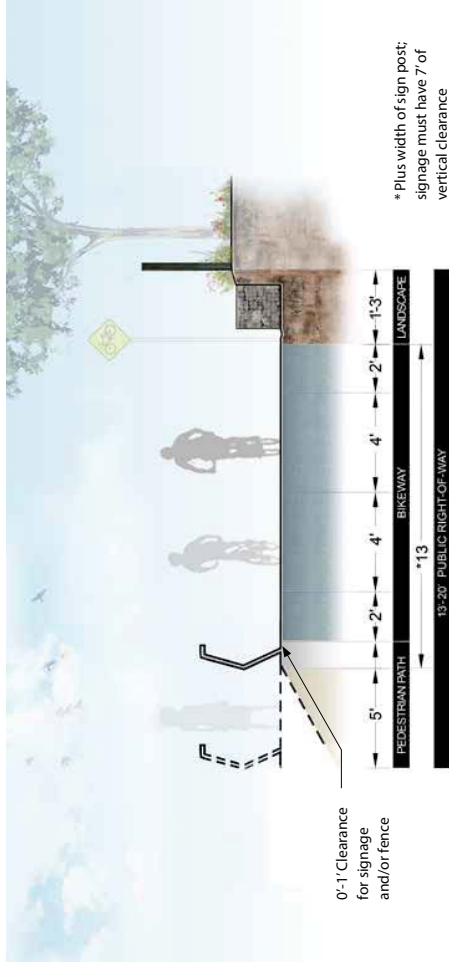 * Plus width of sign post;
signage must have 7' of
vertical clearance
0'-1' Clearance
for signage
and/or fence
5'
2'
4'
4'
2'
1'-3'
PEDESTRIAN PATH
BIKEWAY
LANDSCAPE
*13
13'-20' PUBLIC RIGHT-OF-WAY